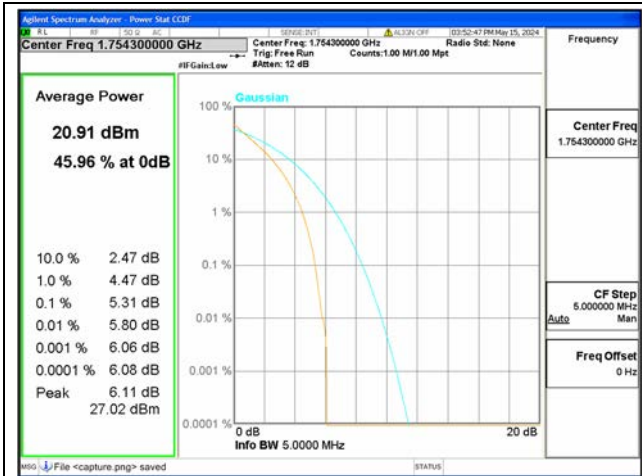 Agilent Spectrum Analyzer - Power Stat CCDF
RL RF 50 Ω AC SENSE:INT ALIGN OFF 03:52:47 PM May 15, 2024
Center Freq 1.754300000 GHz
Center Freq: 1.754300000 GHz Radio Std: None
Trig: Free Run Counts:1.00 M/1.00 Mpt
#IFGain:Low #Atten: 12 dB
Frequency
Average Power
20.91 dBm
45.96 % at 0dB
10.0 % 2.47 dB
1.0 % 4.47 dB
0.1 % 5.31 dB
0.01 % 5.80 dB
0.001 % 6.06 dB
0.0001 % 6.08 dB
Peak 6.11 dB
27.02 dBm
Gaussian
100 %
10 %
1 %
0.1 %
0.01 %
0.001 %
0.0001 %
0 dB 20 dB
Info BW 5.0000 MHz
Center Freq
1.754300000 GHz
CF Step
5.000000 MHz
Auto Man
Freq Offset
0 Hz
MSG File <capture.png> saved STATUS